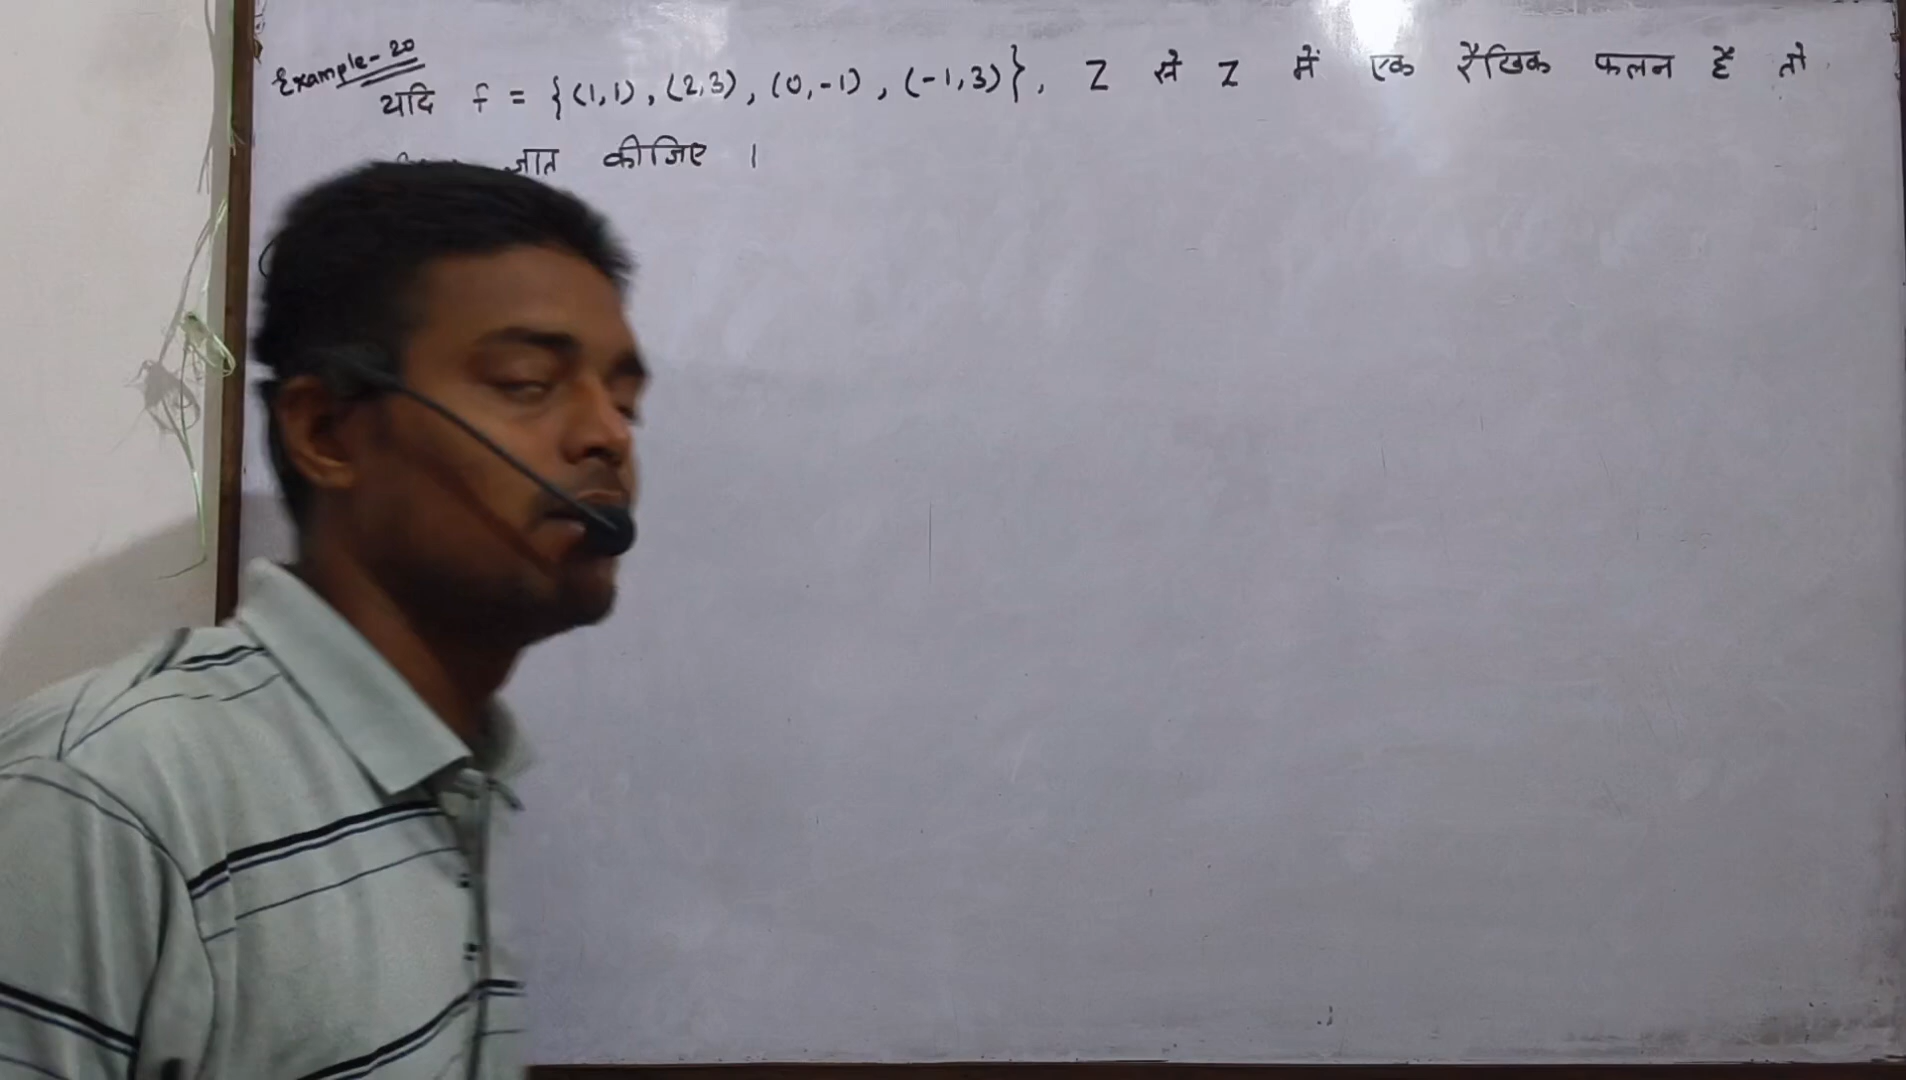 Example-20
यदि f = {(1,1), (2,3), (0,-1), (-1,3)}, Z से Z में एक रैखिक फलन है तो
ज्ञात कीजिए ।